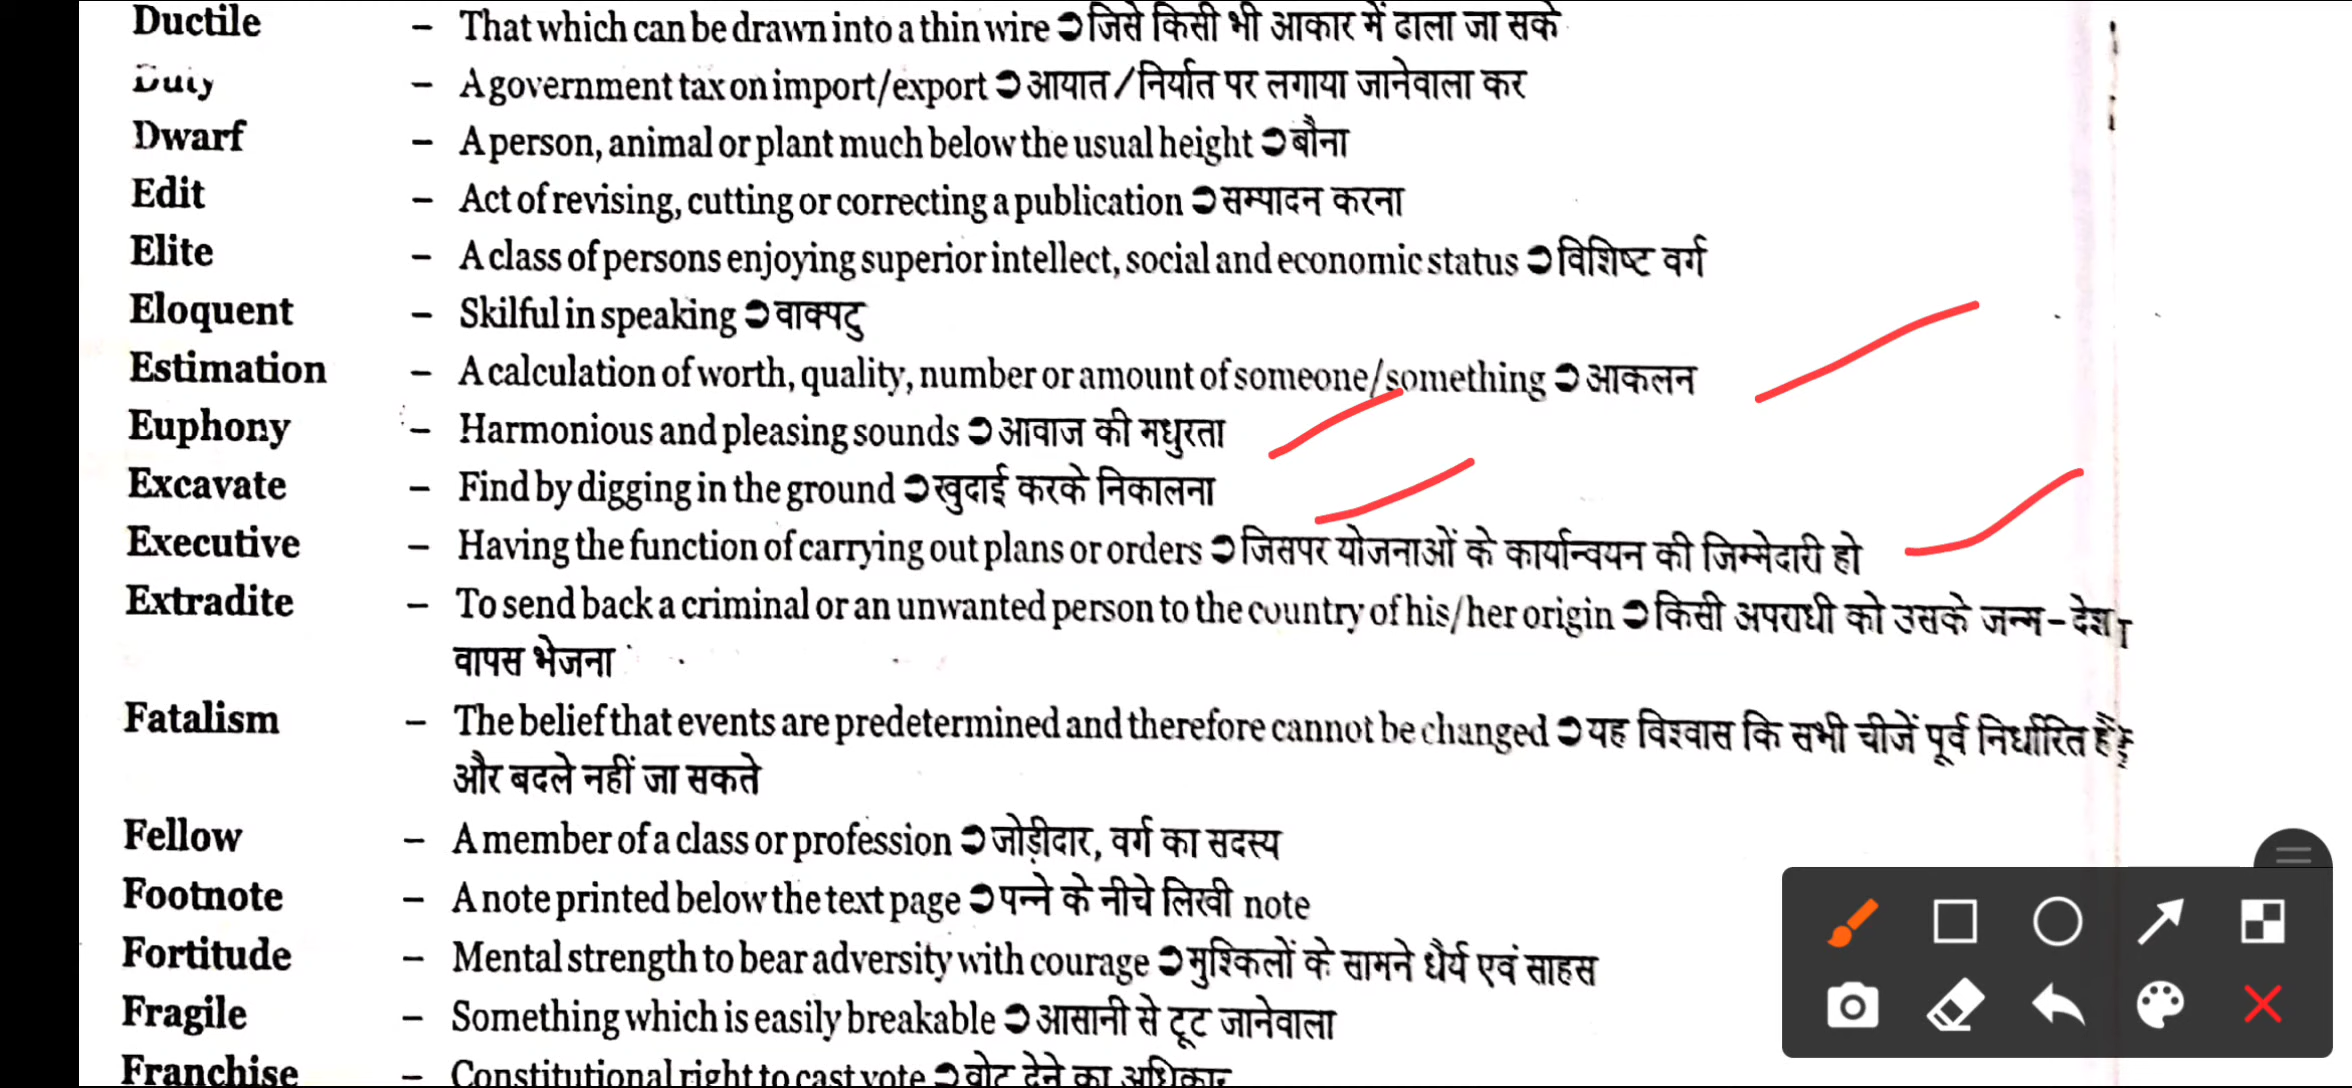 Ductile – That which can be drawn into a thin wire ➲ जिसे किसी भी आकार में ढाला जा सके
Duty – A government tax on import/export ➲ आयात/निर्यात पर लगाया जानेवाला कर
Dwarf – A person, animal or plant much below the usual height ➲ बौना
Edit – Act of revising, cutting or correcting a publication ➲ सम्पादन करना
Elite – A class of persons enjoying superior intellect, social and economic status ➲ विशिष्ट वर्ग
Eloquent – Skilful in speaking ➲ वाक्पटु
Estimation – A calculation of worth, quality, number or amount of someone/something ➲ आकलन
Euphony – Harmonious and pleasing sounds ➲ आवाज की मधुरता
Excavate – Find by digging in the ground ➲ खुदाई करके निकालना
Executive – Having the function of carrying out plans or orders ➲ जिसपर योजनाओं के कार्यान्वयन की जिम्मेदारी हो
Extradite – To send back a criminal or an unwanted person to the country of his/her origin ➲ किसी अपराधी को उसके जन्म-देश
वापस भेजना
Fatalism – The belief that events are predetermined and therefore cannot be changed ➲ यह विश्वास कि सभी चीजें पूर्व निर्धारित हैं
और बदले नहीं जा सकते
Fellow – A member of a class or profession ➲ जोड़ीदार, वर्ग का सदस्य
Footnote – A note printed below the text page ➲ पन्ने के नीचे लिखी note
Fortitude – Mental strength to bear adversity with courage ➲ मुश्किलों के सामने धैर्य एवं साहस
Fragile – Something which is easily breakable ➲ आसानी से टूट जानेवाला
Franchise – Constitutional right to cast vote ➲ वोट देने का अधिकार